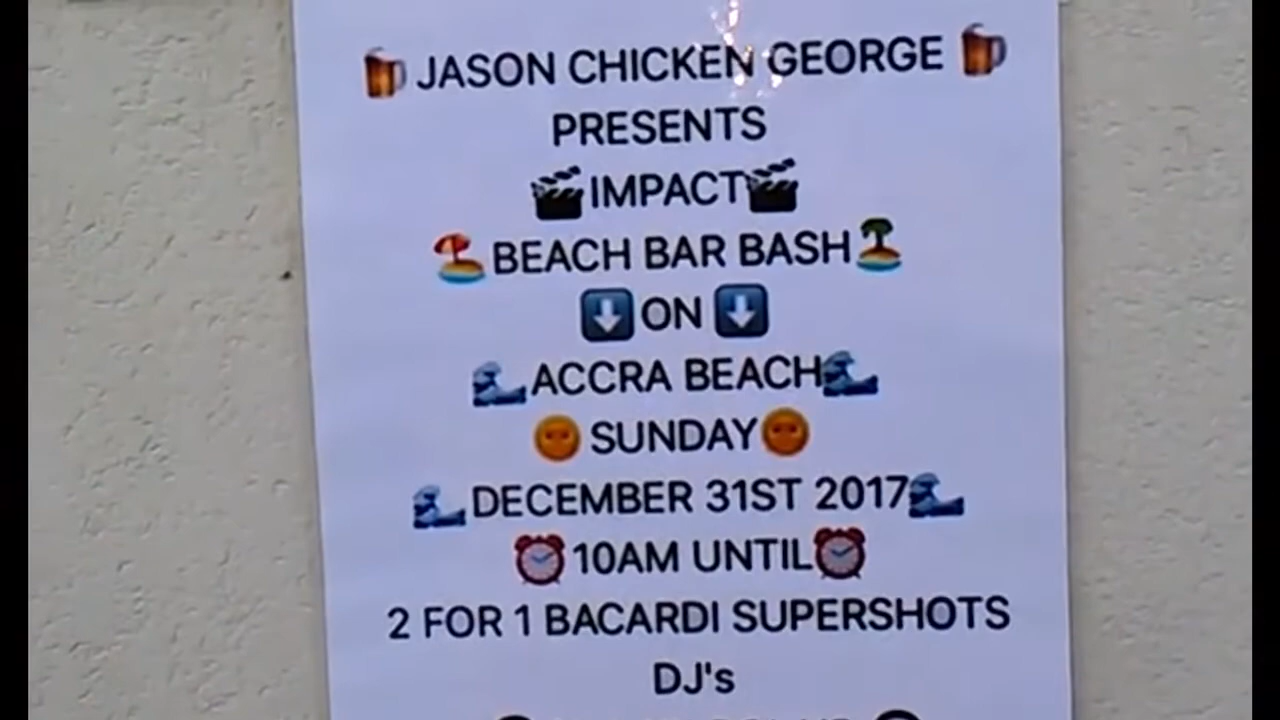 🍺JASON CHICKEN GEORGE🍺
PRESENTS
🎬IMPACT🎬
🏖BEACH BAR BASH🏝
⬇️ON⬇️
🌊ACCRA BEACH🌊
🌞SUNDAY🌞
🌊DECEMBER 31ST 2017🌊
⏰10AM UNTIL⏰
2 FOR 1 BACARDI SUPERSHOTS
DJ's